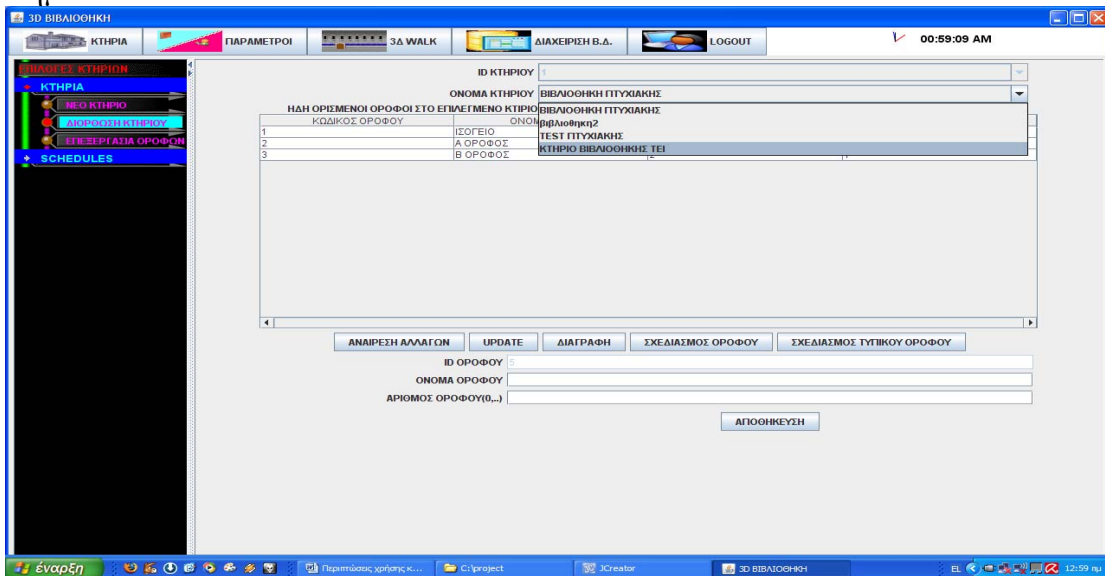 3D ΒΙΒΛΙΟΘΗΚΗ
ΚΤΗΡΙΑ ΠΑΡΑΜΕΤΡΟΙ 3Δ WALK ΔΙΑΧΕΙΡΙΣΗ Β.Δ. LOGOUT 00:59:09 AM
ΕΠΙΛΟΓΕΣ ΚΤΗΡΙΩΝ
ΚΤΗΡΙΑ
ΝΕΟ ΚΤΗΡΙΟ
ΔΙΟΡΘΩΣΗ ΚΤΗΡΙΟΥ
ΕΠΕΞΕΡΓΑΣΙΑ ΟΡΟΦΩΝ
SCHEDULES
ID ΚΤΗΡΙΟΥ 1
ΟΝΟΜΑ ΚΤΗΡΙΟΥ ΒΙΒΛΙΟΘΗΚΗ ΠΤΥΧΙΑΚΗΣ
ΗΔΗ ΟΡΙΣΜΕΝΟΙ ΟΡΟΦΟΙ ΣΤΟ ΕΠΙΛΕΓΜΕΝΟ ΚΤΙΡΙΟ
ΒΙΒΛΙΟΘΗΚΗ ΠΤΥΧΙΑΚΗΣ
βιβλιοθηκη2
TEST ΠΤΥΧΙΑΚΗΣ
ΚΤΗΡΙΟ ΒΙΒΛΙΟΘΗΚΗΣ ΤΕΙ
ΚΩΔΙΚΟΣ ΟΡΟΦΟΥ ΟΝΟΜ
1 ΙΣΟΓΕΙΟ
2 Α ΟΡΟΦΟΣ
3 Β ΟΡΟΦΟΣ 2
ΑΝΑΙΡΕΣΗ ΑΛΛΑΓΩΝ UPDATE ΔΙΑΓΡΑΦΗ ΣΧΕΔΙΑΣΜΟΣ ΟΡΟΦΟΥ ΣΧΕΔΙΑΣΜΟΣ ΤΥΠΙΚΟΥ ΟΡΟΦΟΥ
ID ΟΡΟΦΟΥ 5
ΟΝΟΜΑ ΟΡΟΦΟΥ
ΑΡΙΘΜΟΣ ΟΡΟΦΟΥ(0,..)
ΑΠΟΘΗΚΕΥΣΗ
έναρξη Περιπτώσεις χρήσης κ... C:\project JCreator 3D ΒΙΒΛΙΟΘΗΚΗ EL 12:59 πμ